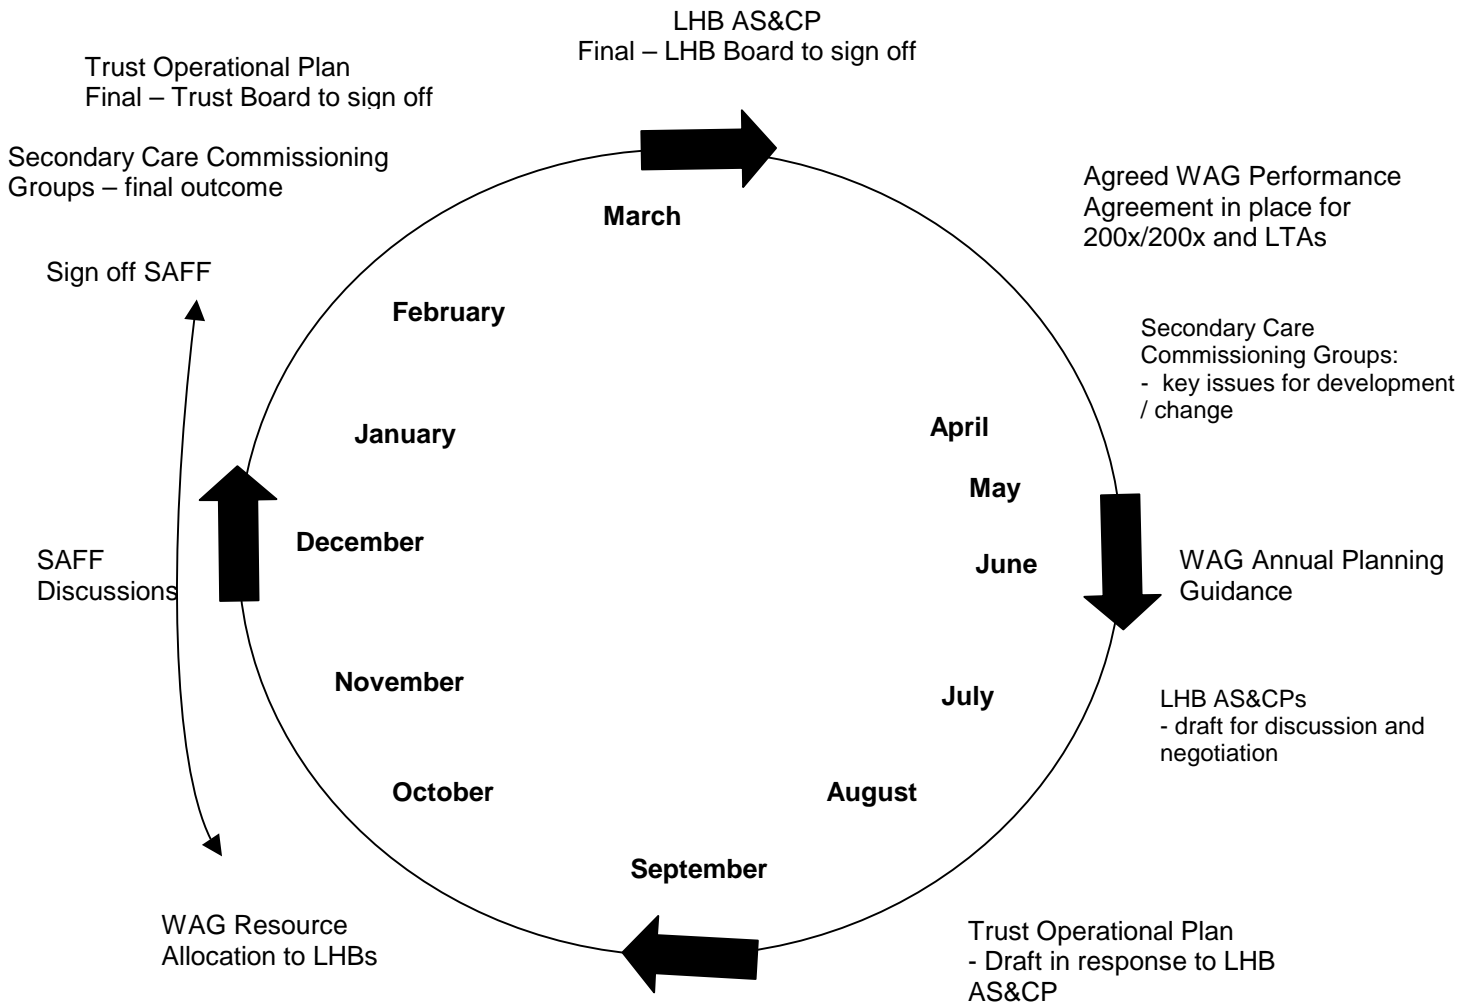 LHB AS&CP
Final – LHB Board to sign off
Trust Operational Plan
Final – Trust Board to sign off
Secondary Care Commissioning
Groups – final outcome
Sign off SAFF
SAFF
Discussions
WAG Resource
Allocation to LHBs
March
February
January
December
November
October
September
August
July
June
May
April
Agreed WAG Performance
Agreement in place for
200x/200x and LTAs
Secondary Care
Commissioning Groups:
- key issues for development
/ change
WAG Annual Planning
Guidance
LHB AS&CPs
- draft for discussion and
negotiation
Trust Operational Plan
- Draft in response to LHB
AS&CP